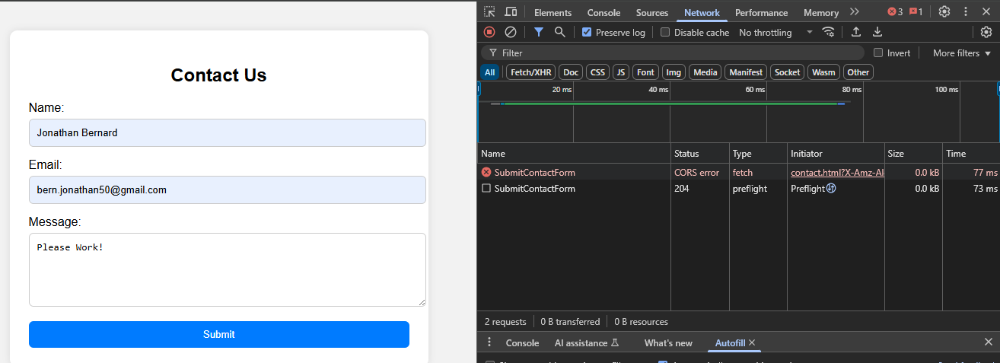 Contact Us
Name:
Jonathan Bernard
Email:
bern.jonathan50@gmail.com
Message:
Please Work!
Submit
Elements Console Sources Network Performance Memory 3 1
Preserve log Disable cache No throttling
Filter Invert More filters
All Fetch/XHR Doc CSS JS Font Img Media Manifest Socket Wasm Other
20 ms 40 ms 60 ms 80 ms 100 ms
Name Status Type Initiator Size Time
SubmitContactForm CORS error fetch contact.html?X-Amz-Al 0.0 kB 77 ms
SubmitContactForm 204 preflight Preflight 0.0 kB 73 ms
2 requests 0 B transferred 0 B resources
Console AI assistance What's new Autofill